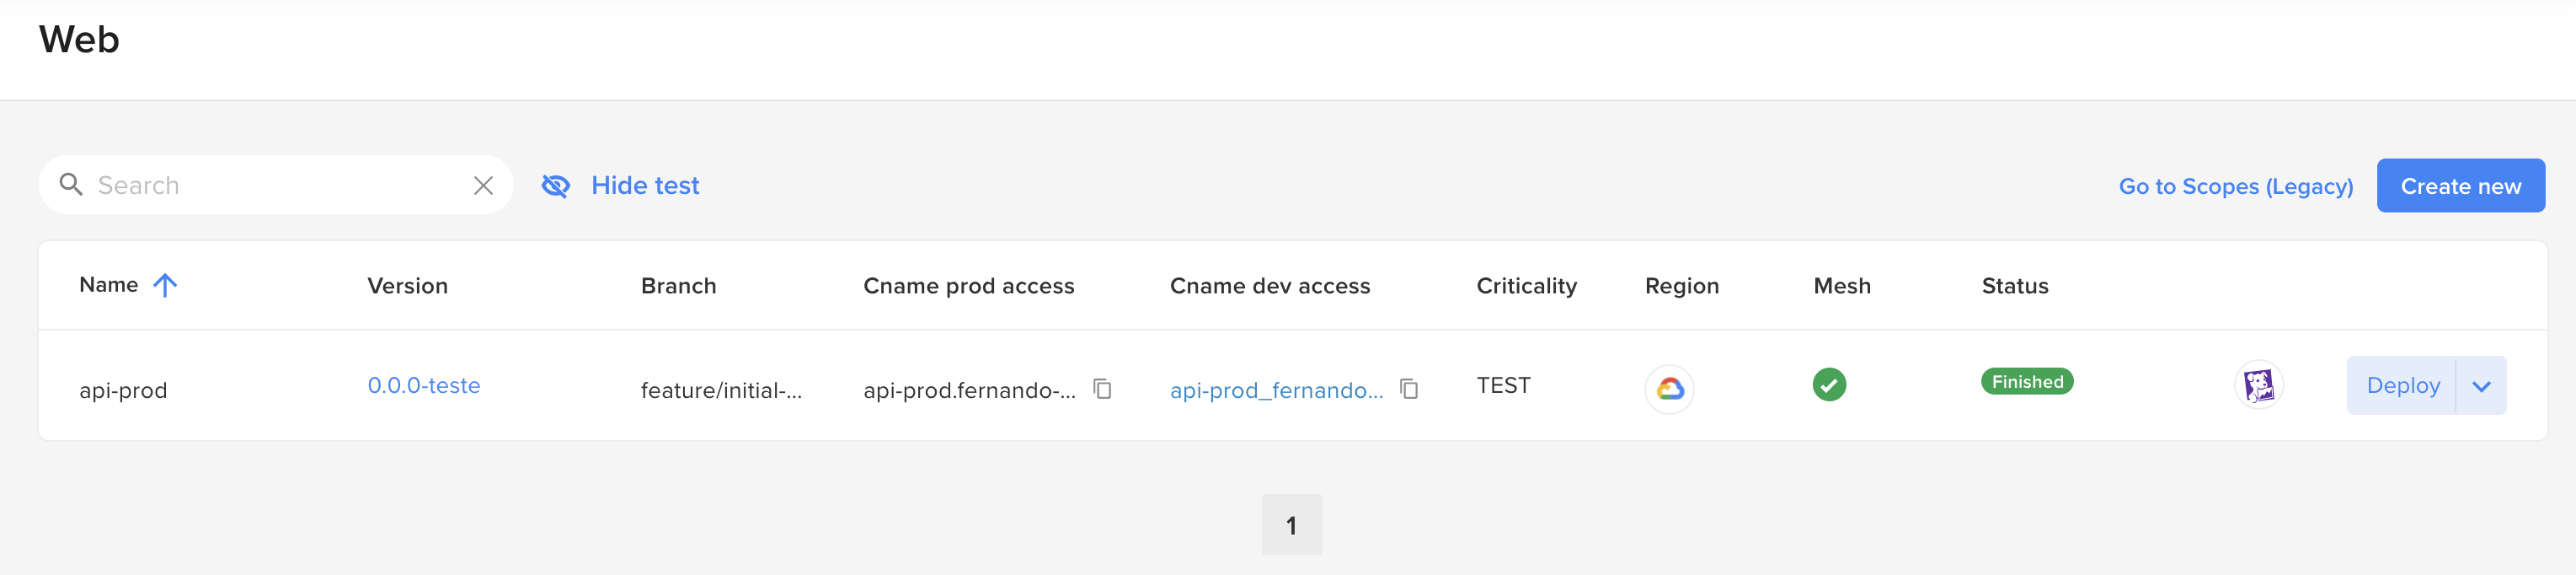 Web
Search
Hide test
Go to Scopes (Legacy)
Create new
Name Version Branch Cname prod access Cname dev access Criticality Region Mesh Status
api-prod 0.0.0-teste feature/initial-... api-prod.fernando-... api-prod_fernando... TEST Finished Deploy
1